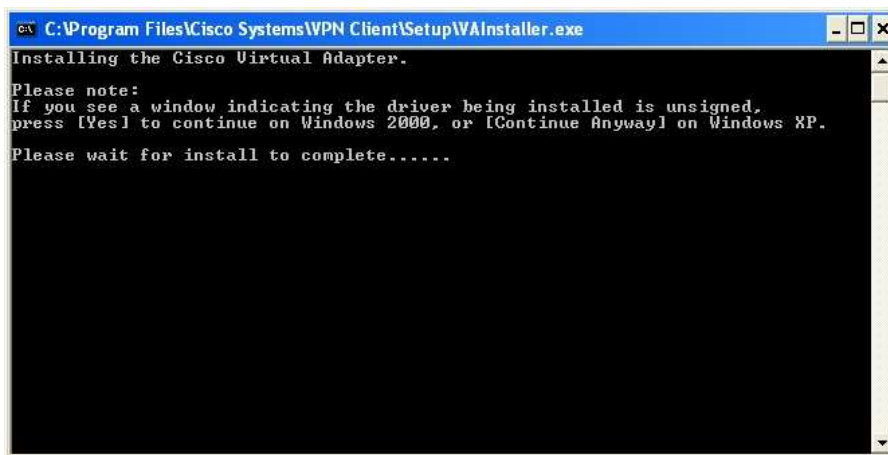 C:\Program Files\Cisco Systems\VPN Client\Setup\VAInstaller.exe
Installing the Cisco Virtual Adapter.
Please note:
If you see a window indicating the driver being installed is unsigned,
press [Yes] to continue on Windows 2000, or [Continue Anyway] on Windows XP.
Please wait for install to complete......